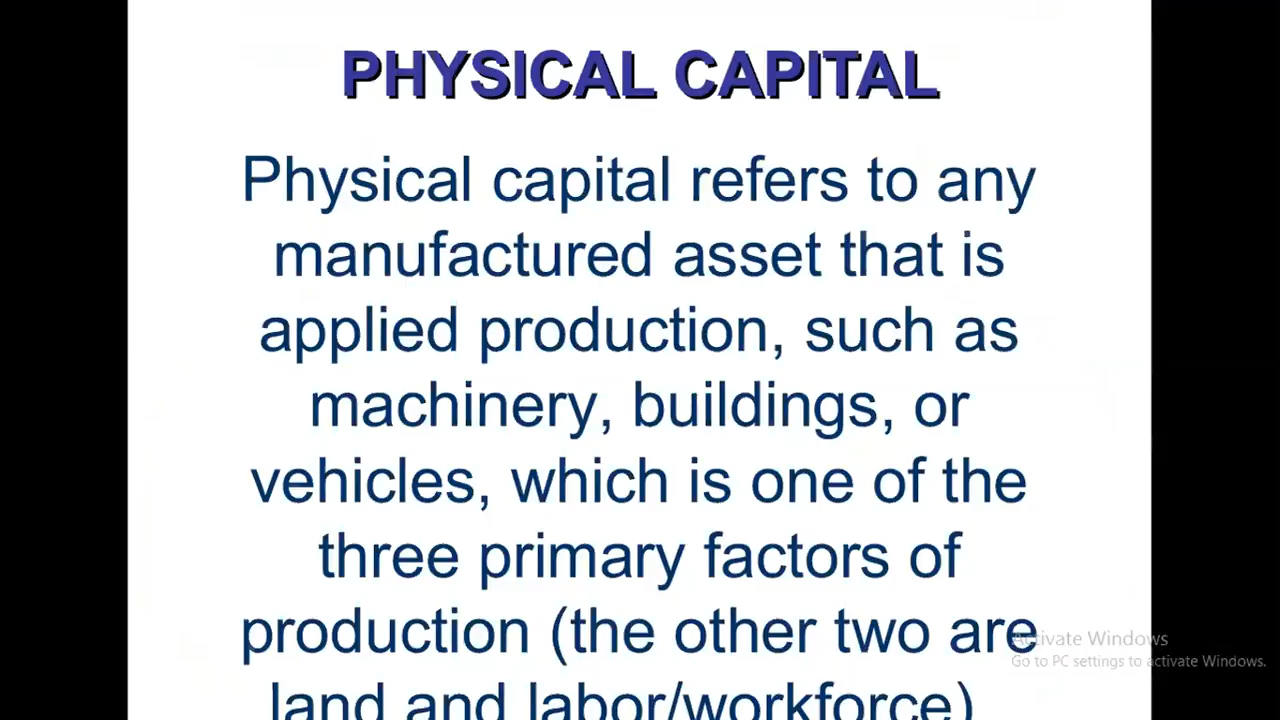 PHYSICAL CAPITAL
Physical capital refers to any
manufactured asset that is
applied production, such as
machinery, buildings, or
vehicles, which is one of the
three primary factors of
production (the other two are
land and labor/workforce)
Activate Windows
Go to PC settings to activate Windows.